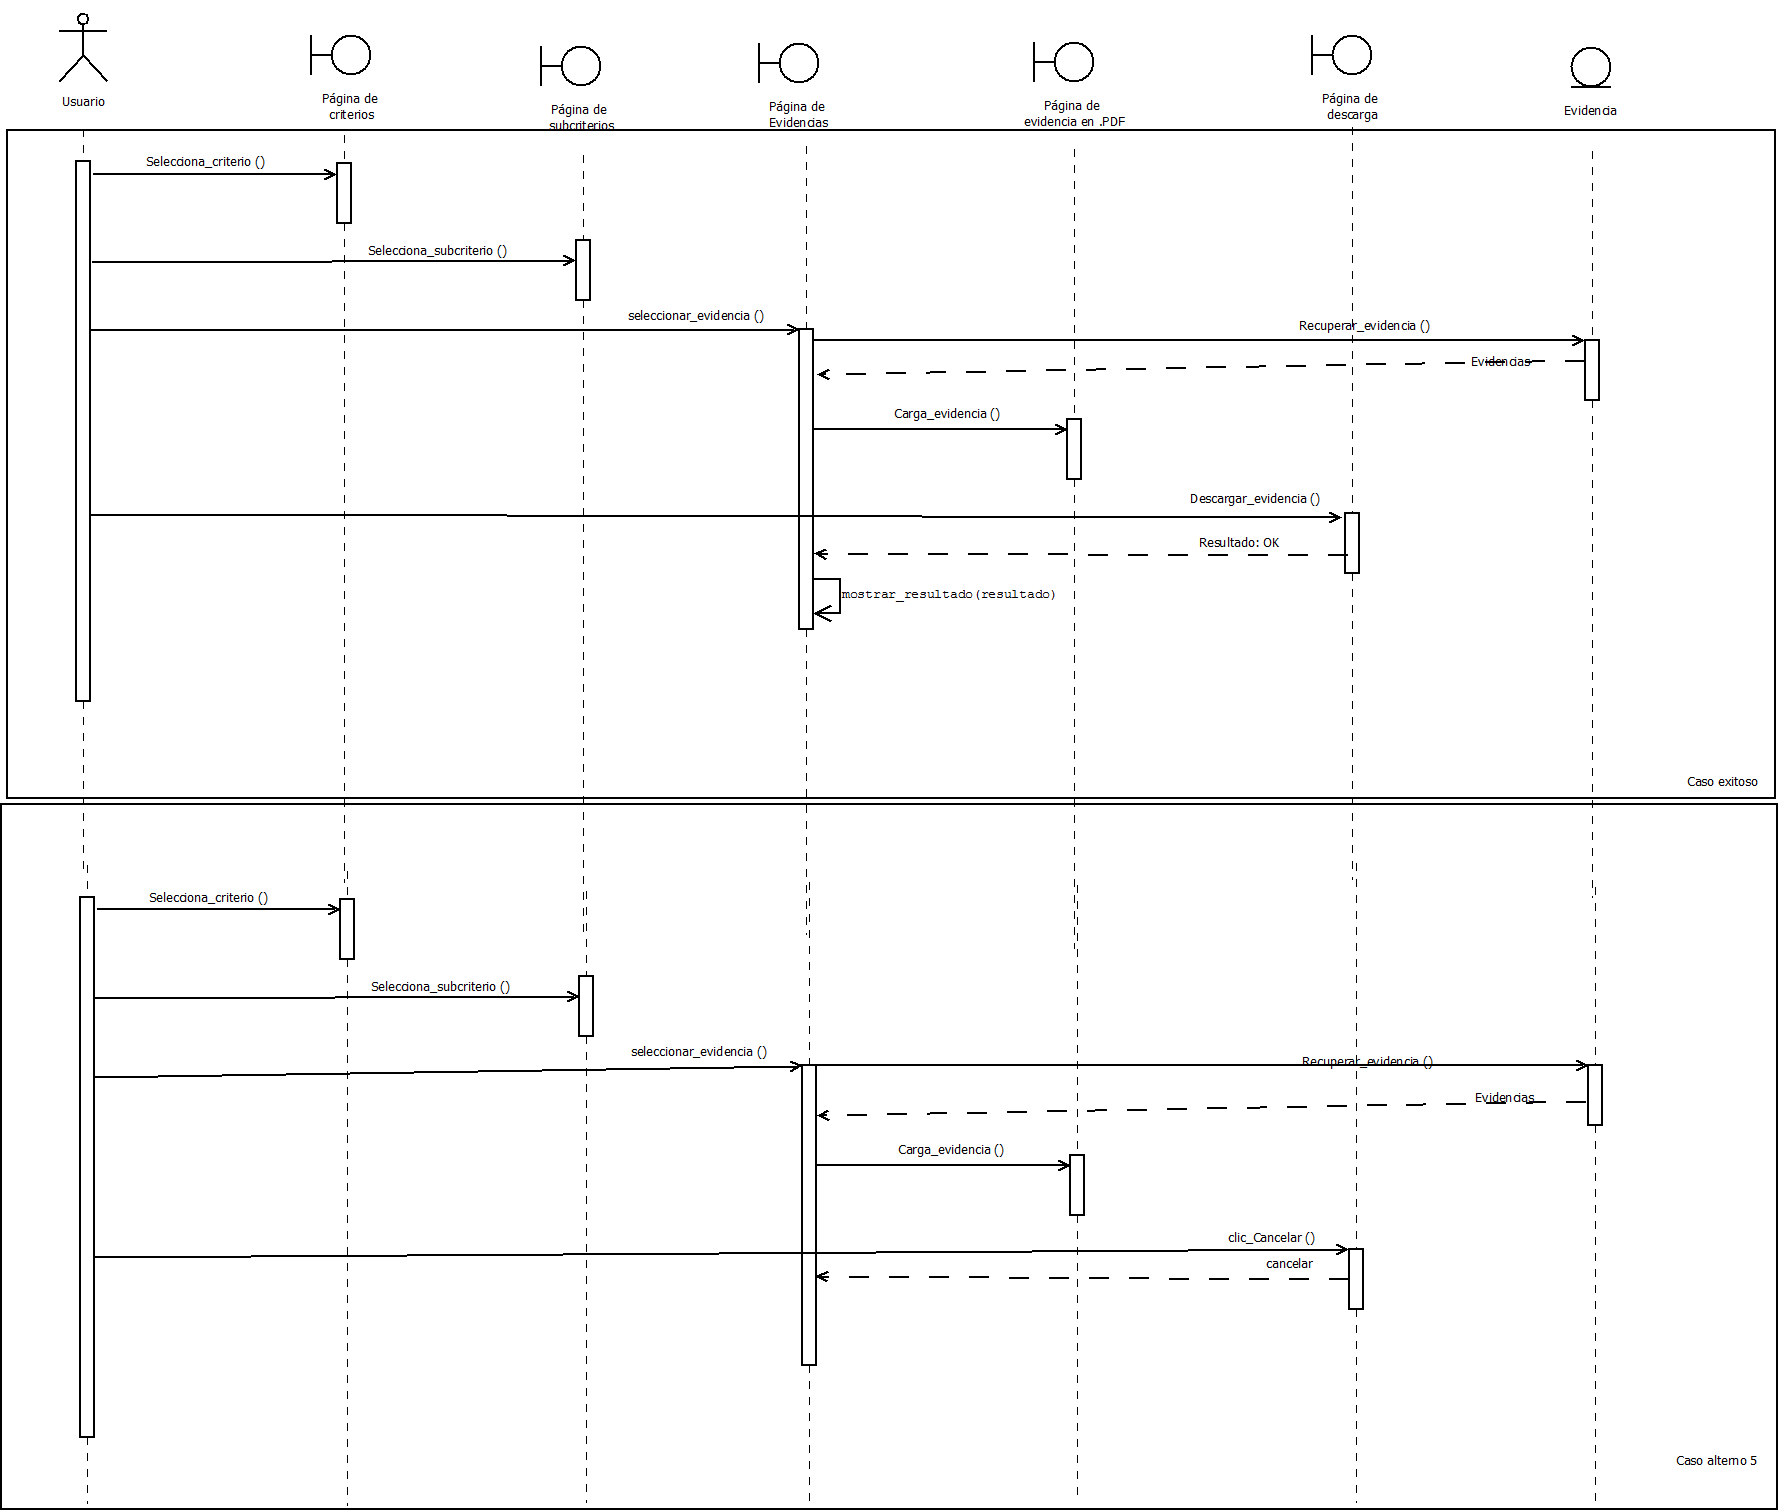 Usuario
Página de
criterios
Página de
subcriterios
Página de
Evidencias
Página de
evidencia en .PDF
Página de
descarga
Evidencia
Selecciona_criterio ()
Selecciona_subcriterio ()
seleccionar_evidencia ()
Recuperar_evidencia ()
Evidencias
Carga_evidencia ()
Descargar_evidencia ()
Resultado: OK
mostrar_resultado(resultado)
Caso exitoso
Selecciona_criterio ()
Selecciona_subcriterio ()
seleccionar_evidencia ()
Recuperar_evidencia ()
Evidencias
Carga_evidencia ()
clic_Cancelar ()
cancelar
Caso alterno 5